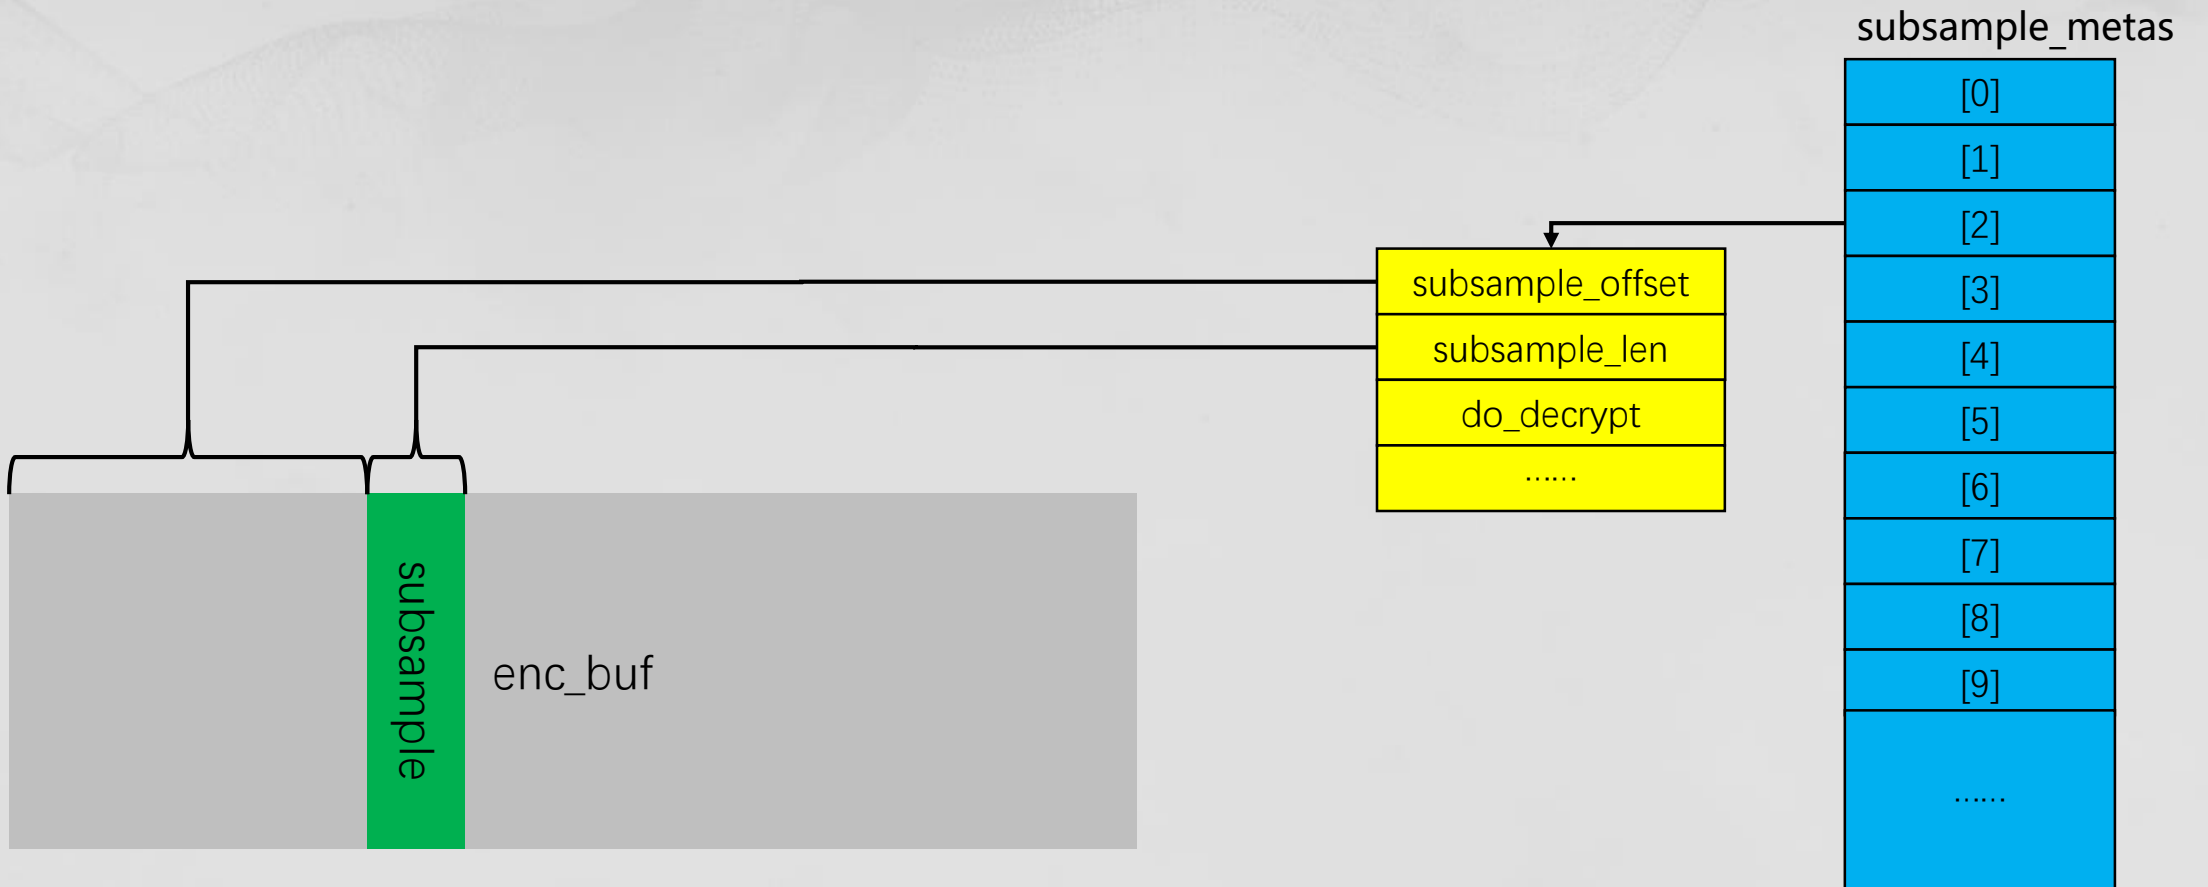 subsample_metas
[0]
[1]
[2]
[3]
[4]
[5]
[6]
[7]
[8]
[9]
......
subsample_offset
subsample_len
do_decrypt
......
subsample
enc_buf